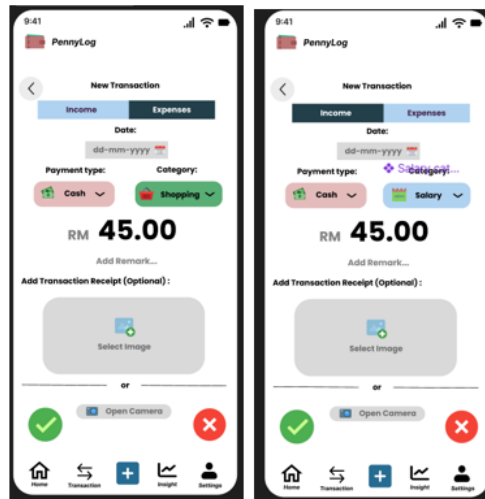 9:41
PennyLog
New Transaction
Income Expenses
Date:
dd-mm-yyyy
Payment type: Category:
Cash Shopping
RM 45.00
Add Remark...
Add Transaction Receipt (Optional) :
Select Image
or
Open Camera
Home Transaction Insight Settings
9:41
PennyLog
New Transaction
Income Expenses
Date:
dd-mm-yyyy
Salary cat...
Payment type: Category:
Cash Salary
RM 45.00
Add Remark...
Add Transaction Receipt (Optional) :
Select Image
or
Open Camera
Home Transaction Insight Settings